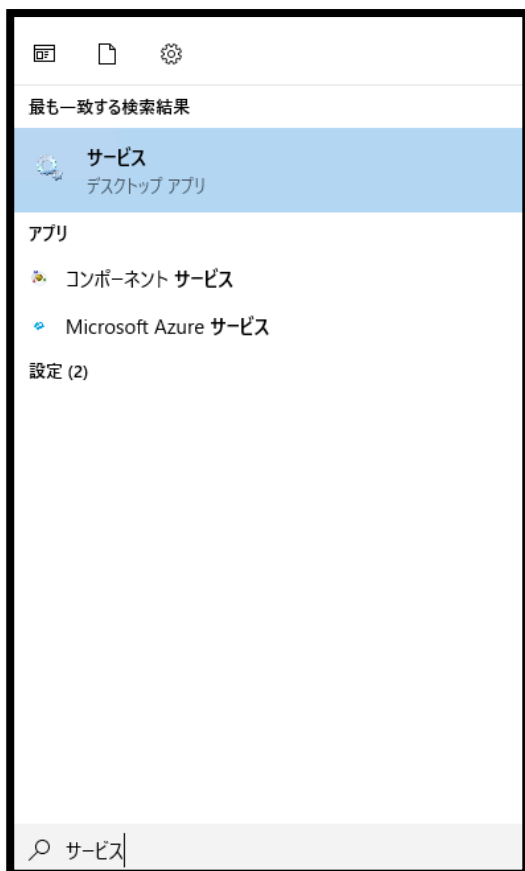 最も一致する検索結果
サービス
デスクトップ アプリ
アプリ
コンポーネント サービス
Microsoft Azure サービス
設定 (2)
サービス